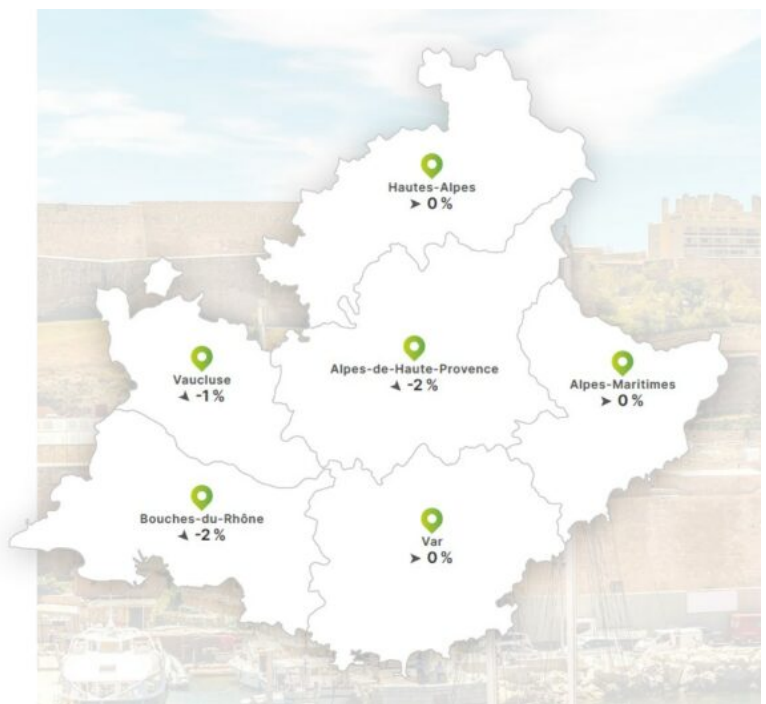 Hautes-Alpes
➤ 0 %
Alpes-de-Haute-Provence
-2 %
Vaucluse
-1 %
Alpes-Maritimes
➤ 0 %
Bouches-du-Rhône
-2 %
Var
➤ 0 %